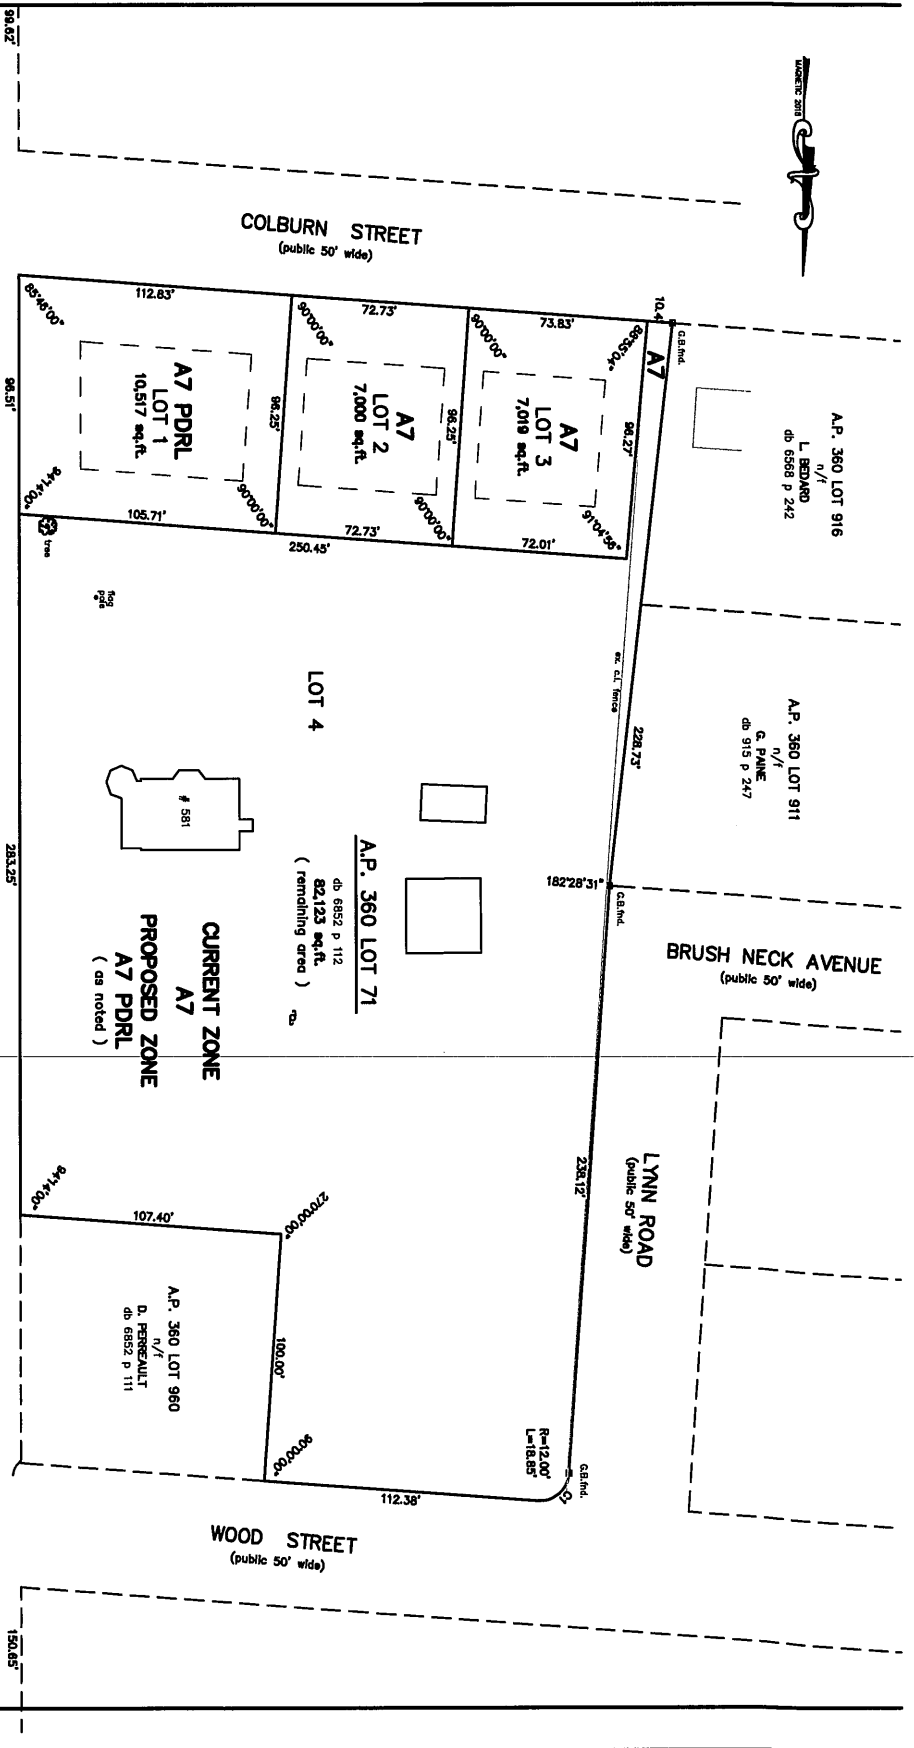 99.62'
MAGNETIC 2018
COLBURN STREET
(public 50' wide)
112.83'
72.73'
73.83'
G.B.fnd.
85°46'00"
90°00'00"
90°00'00"
88°55'04"
A7
A7 PDRL
LOT 1
10,517 sq.ft.
A7
LOT 2
7,000 sq.ft.
A7
LOT 3
7,019 sq.ft.
96.51'
96.25'
96.25'
96.27'
94°14'00"
90°00'00"
90°00'00"
91°04'56"
105.71'
72.73'
72.01'
250.45'
tree
flag
pole
A.P. 360 LOT 916
n/f
L. BEDARD
db 6568 p 242
ex. c.l. fence
228.73'
A.P. 360 LOT 911
n/f
G. PAINE
db 915 p 247
LOT 4
# 581
283.25'
A.P. 360 LOT 71
db 6852 p 112
82,123 sq.ft.
( remaining area )
182°28'31"
G.B.fnd.
BRUSH NECK AVENUE
(public 50' wide)
CURRENT ZONE
A7
PROPOSED ZONE
A7 PDRL
( as noted )
LYNN ROAD
(public 50' wide)
238.12'
94°14'00"
107.40'
270°00'00"
A.P. 360 LOT 960
n/f
D. PERREAULT
db 6852 p 111
100.00'
90°00'00"
R=12.00'
L=18.85'
G.B.fnd.
C1
112.38'
WOOD STREET
(public 50' wide)
150.65'